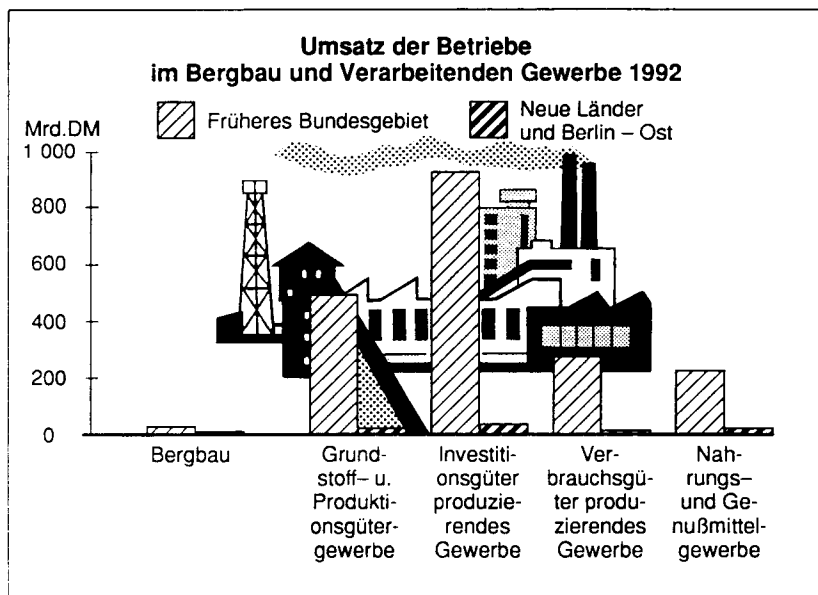 Umsatz der Betriebe
im Bergbau und Verarbeitenden Gewerbe 1992
Mrd.DM
Früheres Bundesgebiet
Neue Länder
und Berlin – Ost
1 000
800
600
400
200
0
Bergbau
Grund-
stoff– u.
Produkti-
onsgüter-
gewerbe
Investiti-
onsgüter
produzie-
rendes
Gewerbe
Ver-
brauchsgü-
ter produ-
zierendes
Gewerbe
Nah-
rungs–
und Ge-
nußmittel-
gewerbe